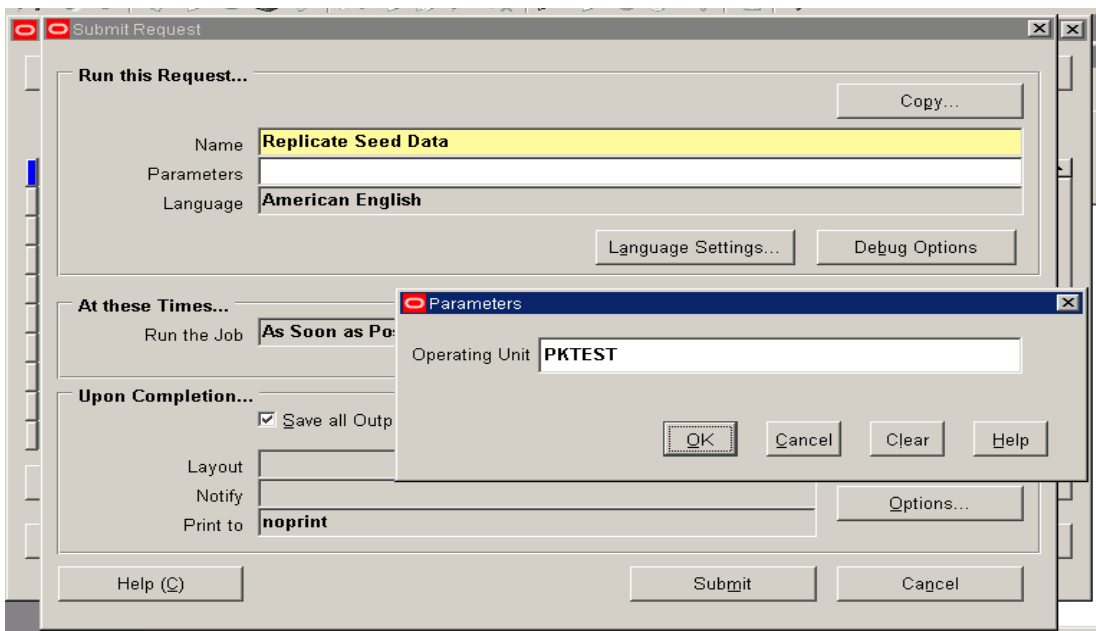 Submit Request
Run this Request...
Copy...
Name Replicate Seed Data
Parameters
Language American English
Language Settings... Debug Options
At these Times...
Run the Job As Soon as Po
Parameters
Operating Unit PKTEST
OK Cancel Clear Help
Upon Completion...
Save all Outp
Layout
Notify
Options...
Print to noprint
Help (C) Submit Cancel